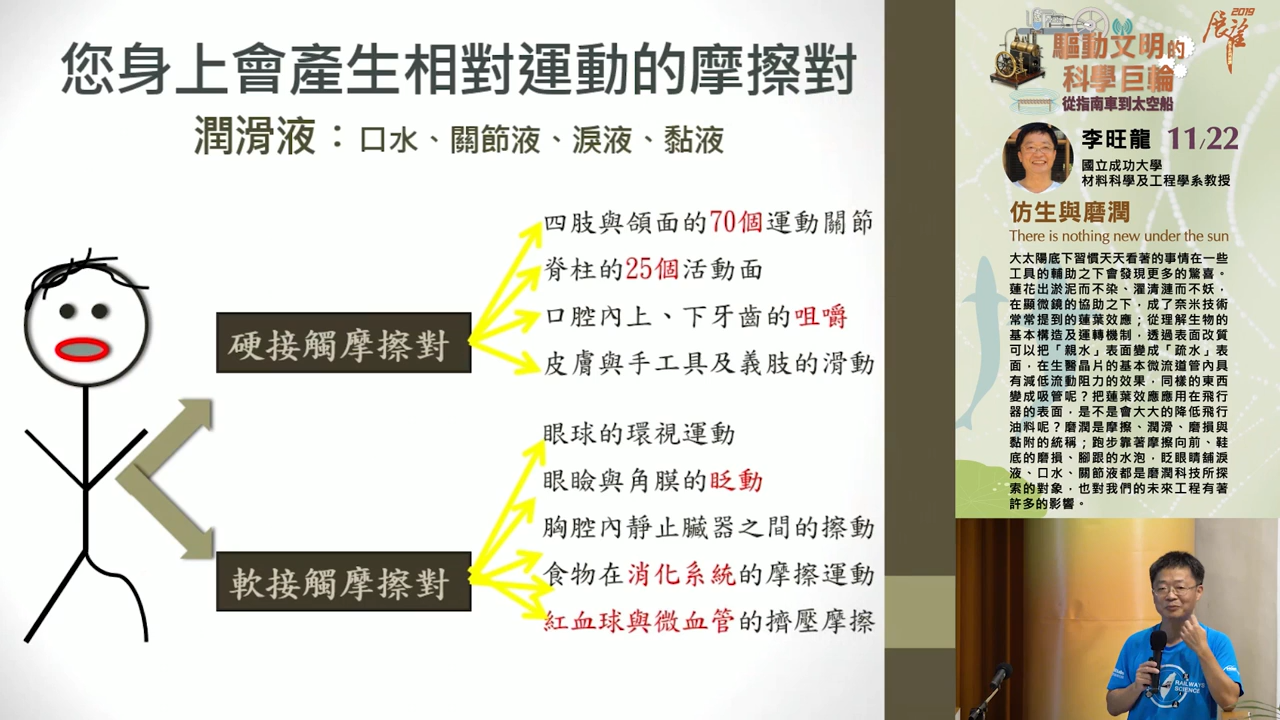 您身上會產生相對運動的摩擦對
潤滑液：口水、關節液、淚液、黏液
硬接觸摩擦對
四肢與頜面的70個運動關節
脊柱的25個活動面
口腔內上、下牙齒的咀嚼
皮膚與手工具及義肢的滑動
軟接觸摩擦對
眼球的環視運動
眼瞼與角膜的眨動
胸腔內靜止臟器之間的擦動
食物在消化系統的摩擦運動
紅血球與微血管的擠壓摩擦
2019
展望
驅動文明的
科學巨輪
從指南車到太空船
李旺龍 11/22
國立成功大學
材料科學及工程學系教授
仿生與磨潤
There is nothing new under the sun
大太陽底下習慣天天看著的事情在一些
工具的輔助之下會發現更多的驚喜。
蓮花出淤泥而不染、濯清漣而不妖，
在顯微鏡的協助之下，成了奈米技術
常常提到的蓮葉效應；從理解生物的
基本構造及運轉機制，透過表面改質
可以把「親水」表面變成「疏水」表
面，在生醫晶片的基本微流道管內具
有減低流動阻力的效果，同樣的東西
變成吸管呢？把蓮葉效應應用在飛行
器的表面，是不是會大大的降低飛行
油料呢？磨潤是摩擦、潤滑、磨損與
黏附的統稱；跑步靠著摩擦向前、鞋
底的磨損、腳跟的水泡，眨眼睛舖淚
液、口水、關節液都是磨潤科技所探
索的對象，也對我們的未來工程有著
許多的影響。
RAILWAYS
SCIENCE